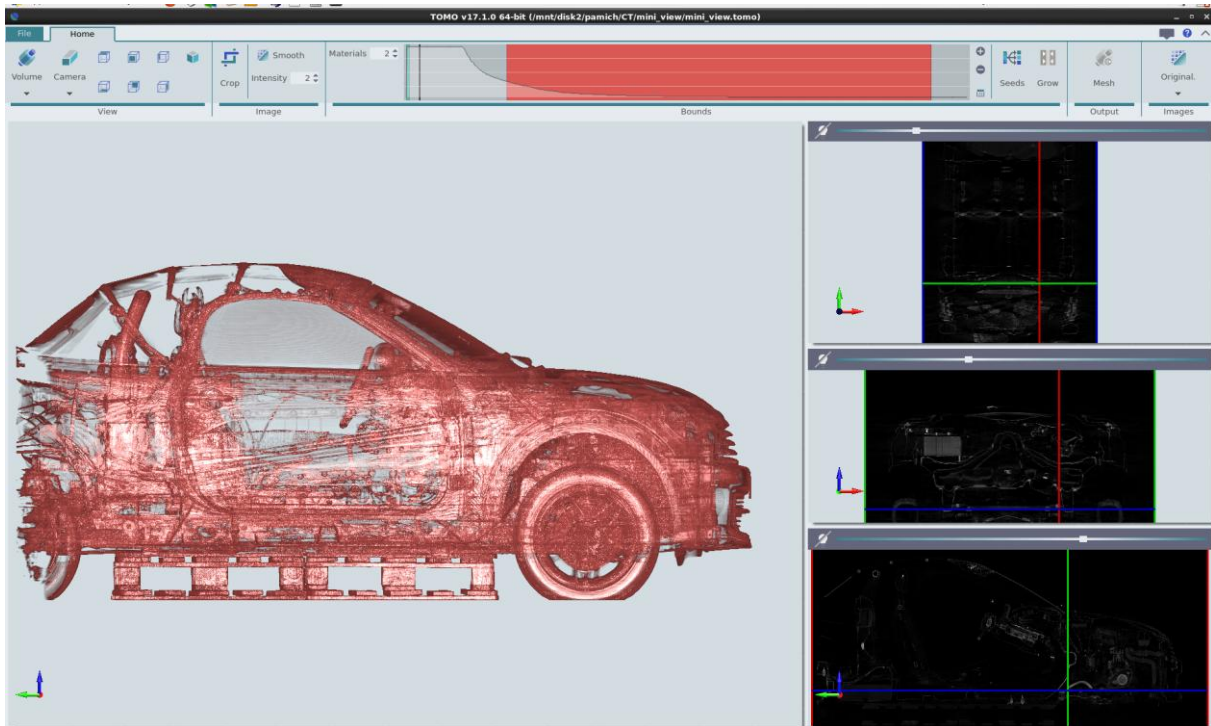 TOMO v17.1.0 64-bit (/mnt/disk2/pamich/CT/mini_view/mini_view.tomo)
File Home
Volume Camera Crop Smooth Intensity 2 Materials 2 Seeds Grow Mesh Original.
View Image Bounds Output Images